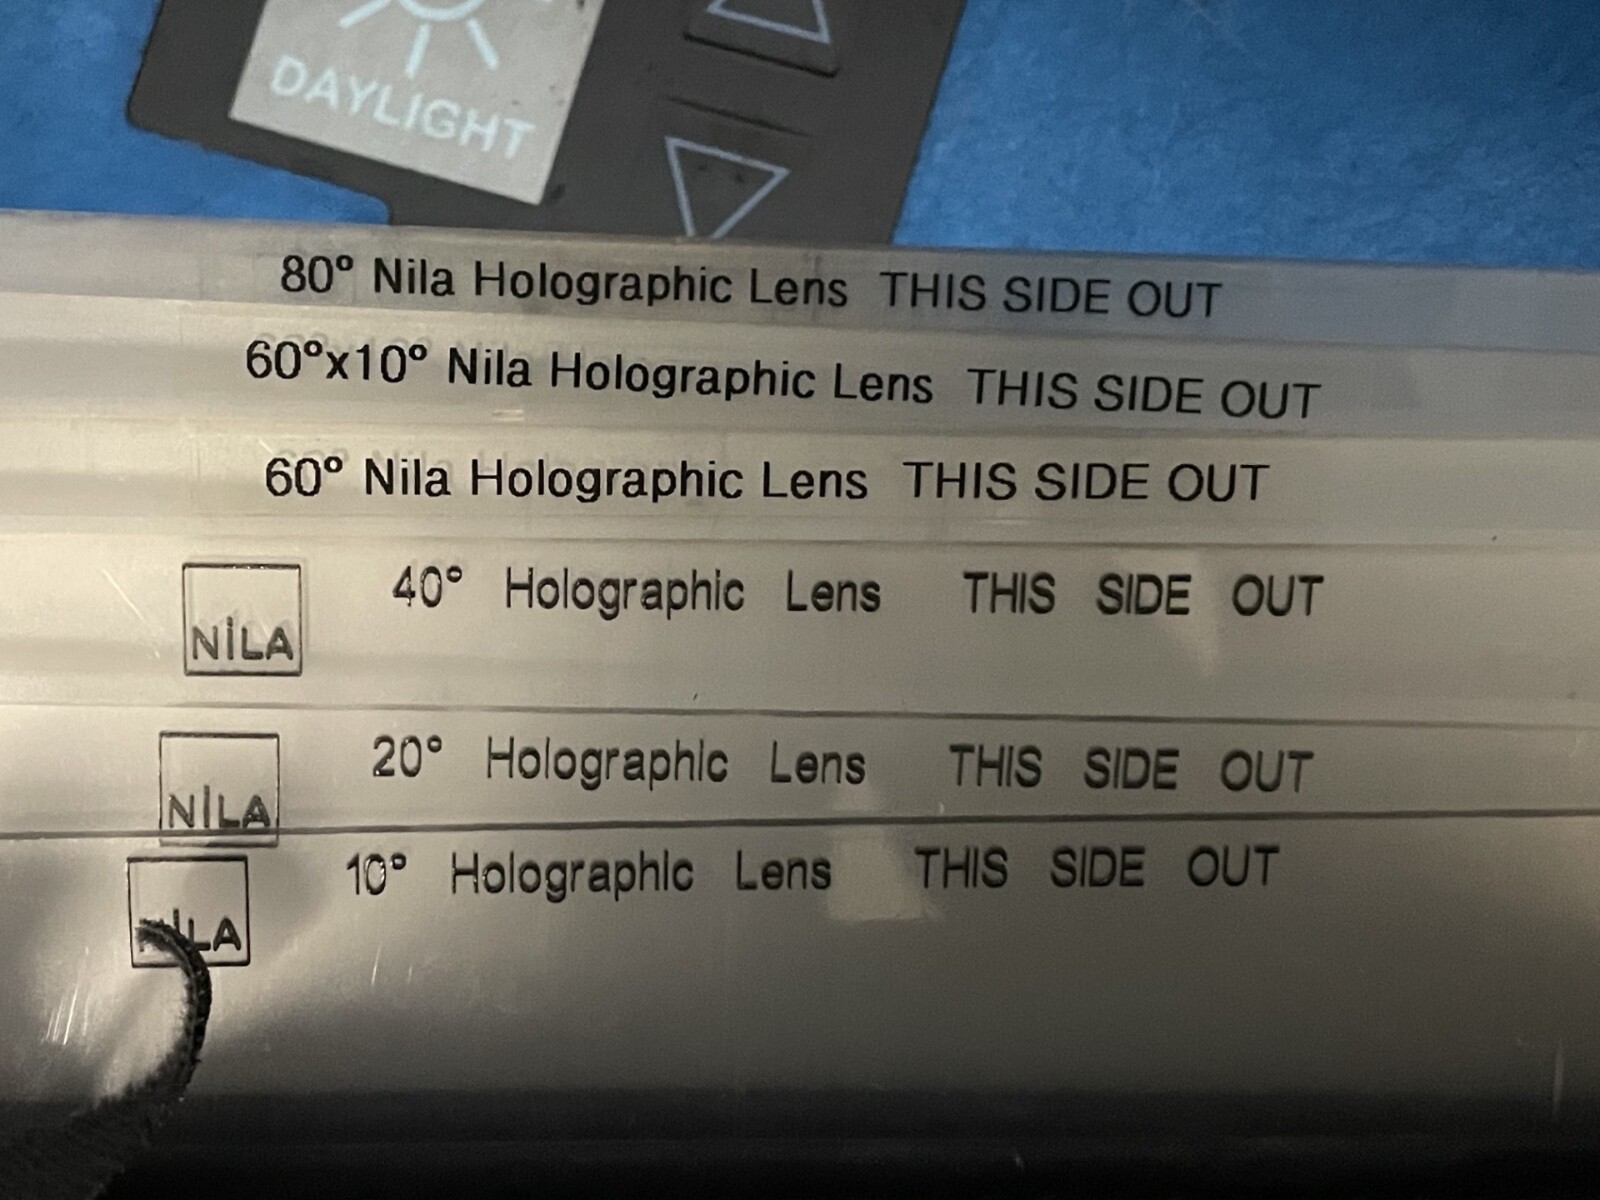 DAYLIGHT
80° Nila Holographic Lens THIS SIDE OUT
60°x10° Nila Holographic Lens THIS SIDE OUT
60° Nila Holographic Lens THIS SIDE OUT
NiLA 40° Holographic Lens THIS SIDE OUT
NiLA 20° Holographic Lens THIS SIDE OUT
NiLA 10° Holographic Lens THIS SIDE OUT